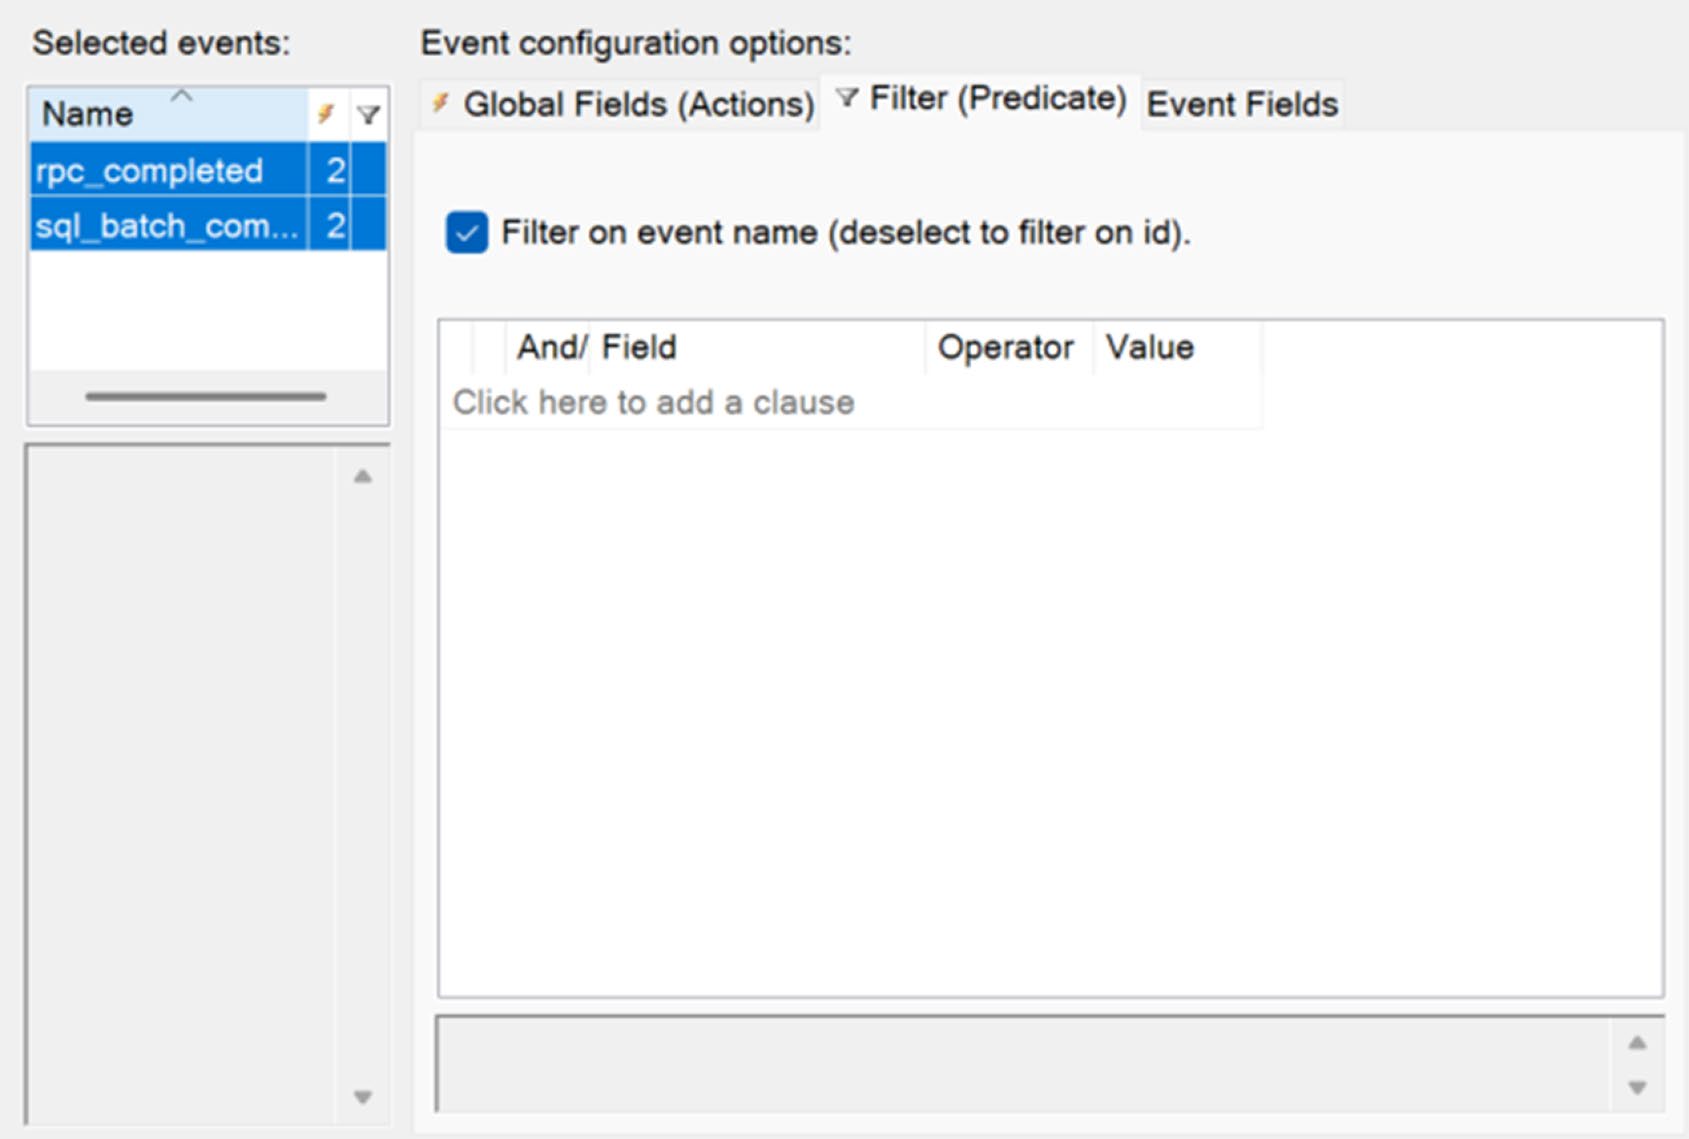 Selected events:
Name
rpc_completed 2
sql_batch_com... 2
Event configuration options:
Global Fields (Actions) Filter (Predicate) Event Fields
Filter on event name (deselect to filter on id).
And/ Field Operator Value
Click here to add a clause